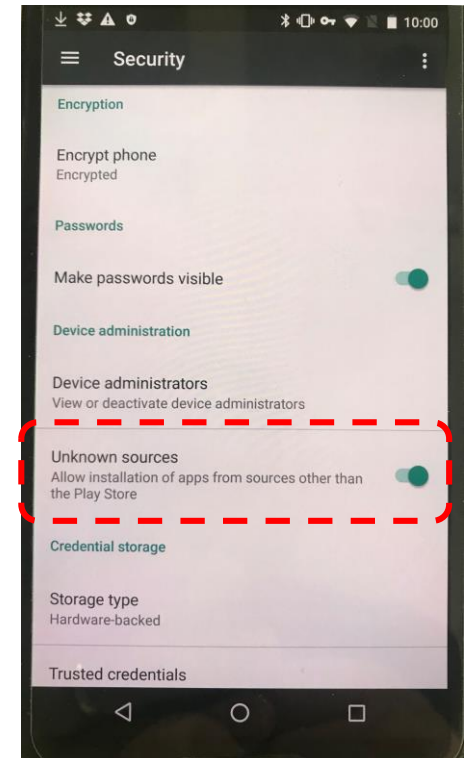 10:00
Security
Encryption
Encrypt phone
Encrypted
Passwords
Make passwords visible
Device administration
Device administrators
View or deactivate device administrators
Unknown sources
Allow installation of apps from sources other than
the Play Store
Credential storage
Storage type
Hardware-backed
Trusted credentials